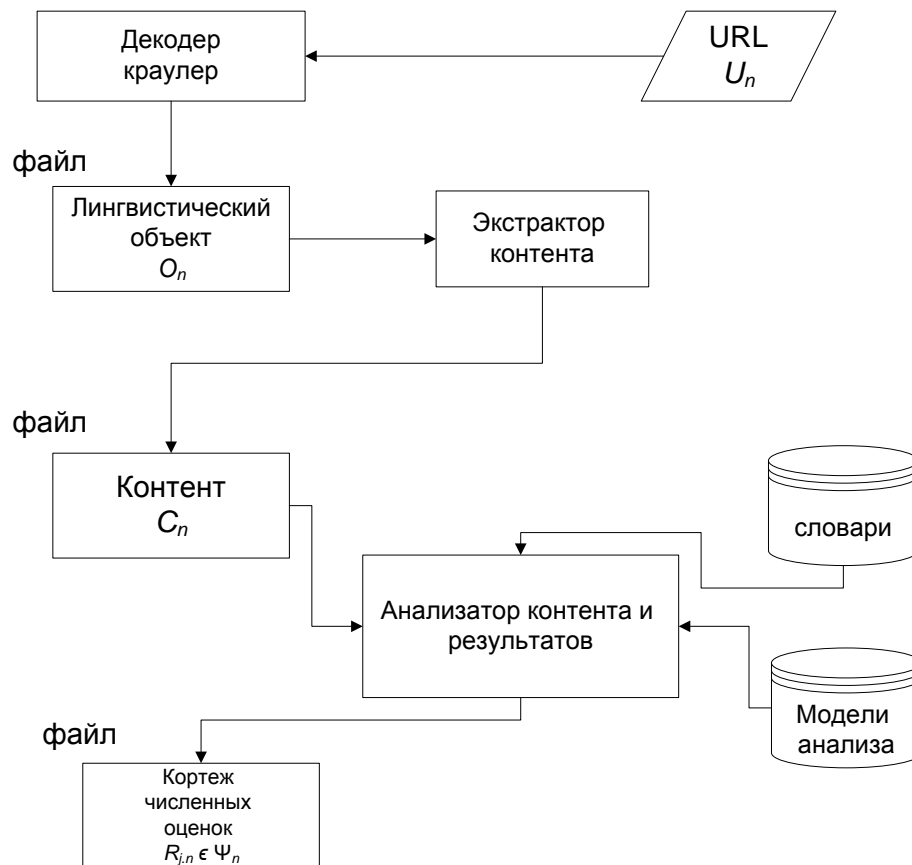 Декодер
краулер
URL
Uₙ
файл
Лингвистический
объект
Oₙ
Экстрактор
контента
файл
Контент
Cₙ
словари
Анализатор контента и
результатов
Модели
анализа
файл
Кортеж
численных
оценок
Rⱼ.ₙ ϵ Ψₙ